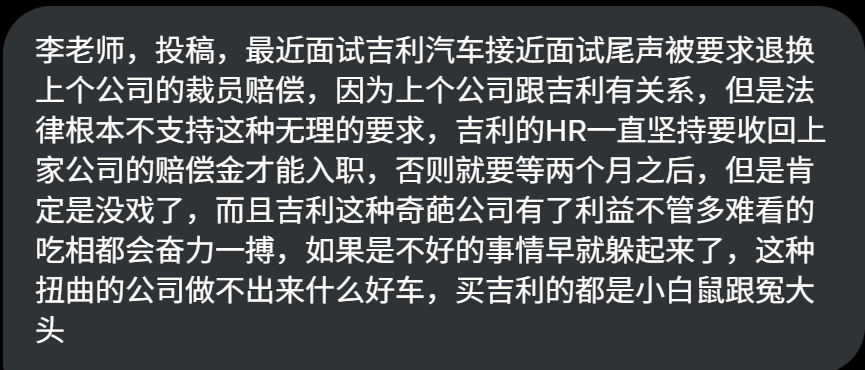 李老师，投稿，最近面试吉利汽车接近面试尾声被要求退换
上个公司的裁员赔偿，因为上个公司跟吉利有关系，但是法
律根本不支持这种无理的要求，吉利的HR一直坚持要收回上
家公司的赔偿金才能入职，否则就要等两个月之后，但是肯
定是没戏了，而且吉利这种奇葩公司有了利益不管多难看的
吃相都会奋力一搏，如果是不好的事情早就躲起来了，这种
扭曲的公司做不出来什么好车，买吉利的都是小白鼠跟冤大
头